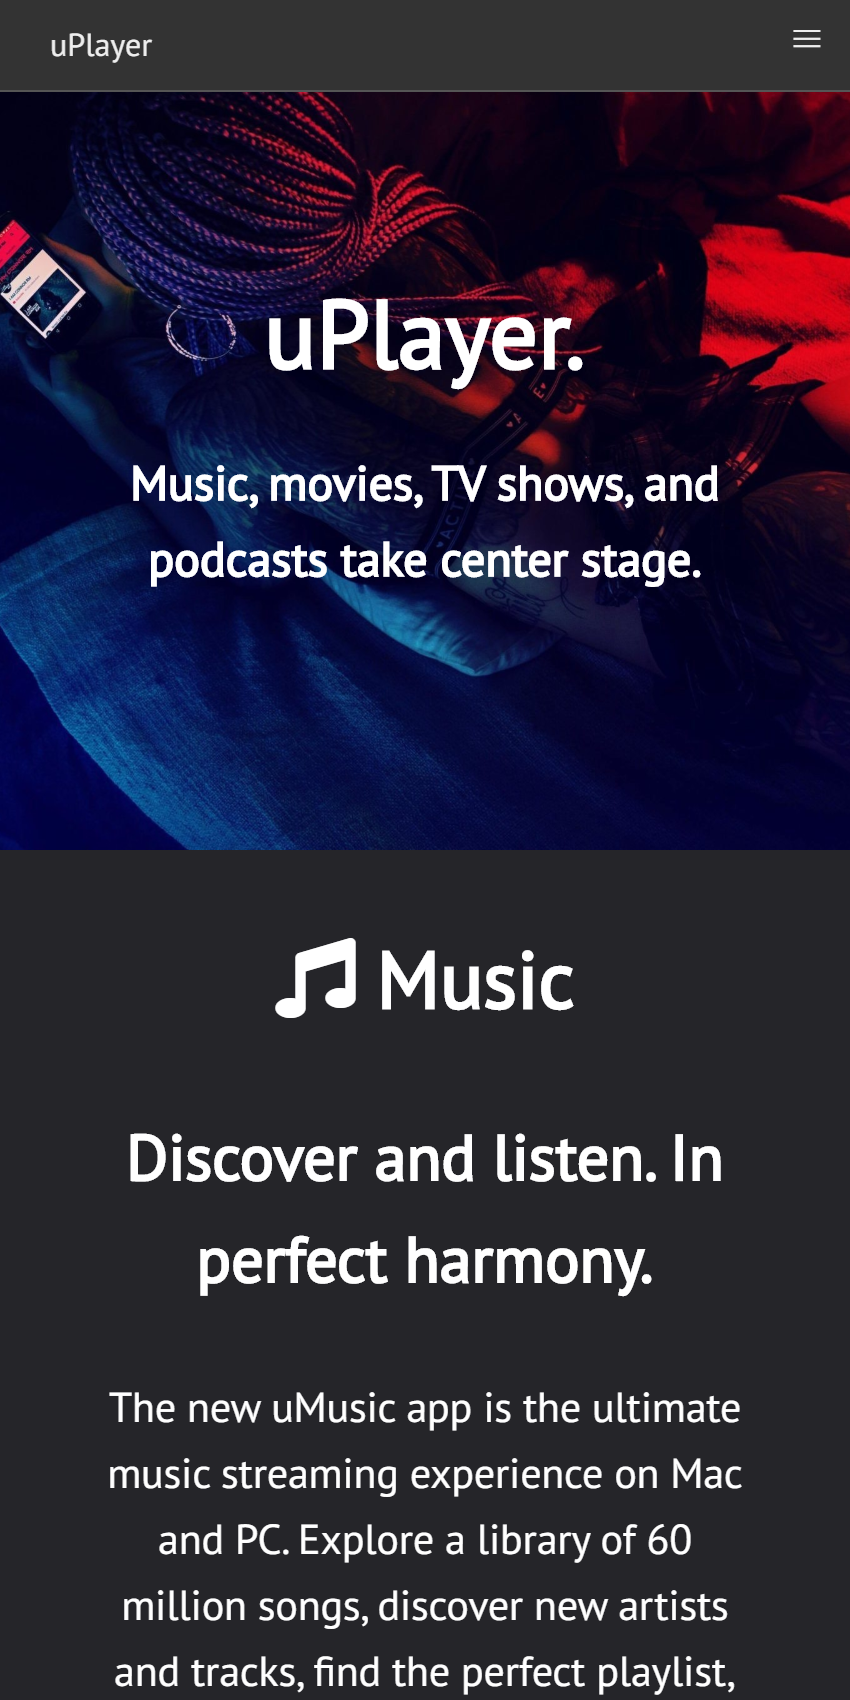 uPlayer
uPlayer.
Music, movies, TV shows, and
podcasts take center stage.
Music
Discover and listen. In
perfect harmony.
The new uMusic app is the ultimate
music streaming experience on Mac
and PC. Explore a library of 60
million songs, discover new artists
and tracks, find the perfect playlist,